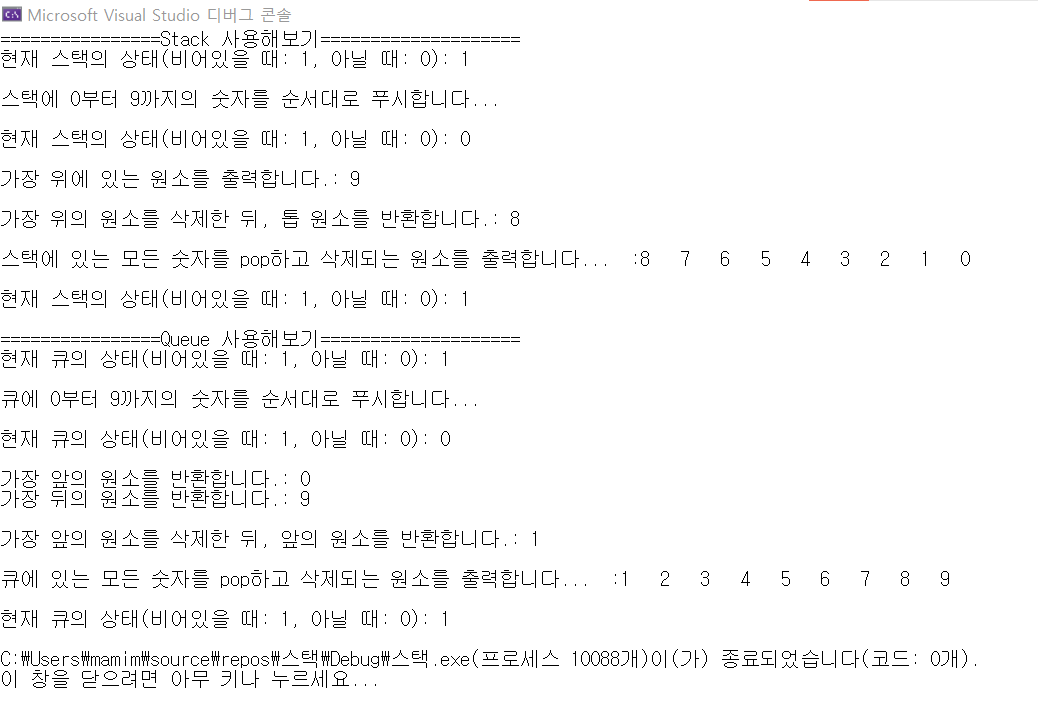 Microsoft Visual Studio 디버그 콘솔
================Stack 사용해보기====================
현재 스택의 상태(비어있을 때: 1, 아닐 때: 0): 1
스택에 0부터 9까지의 숫자를 순서대로 푸시합니다...
현재 스택의 상태(비어있을 때: 1, 아닐 때: 0): 0
가장 위에 있는 원소를 출력합니다.: 9
가장 위의 원소를 삭제한 뒤, 톱 원소를 반환합니다.: 8
스택에 있는 모든 숫자를 pop하고 삭제되는 원소를 출력합니다...  :8   7   6   5   4   3   2   1   0
현재 스택의 상태(비어있을 때: 1, 아닐 때: 0): 1
================Queue 사용해보기====================
현재 큐의 상태(비어있을 때: 1, 아닐 때: 0): 1
큐에 0부터 9까지의 숫자를 순서대로 푸시합니다...
현재 큐의 상태(비어있을 때: 1, 아닐 때: 0): 0
가장 앞의 원소를 반환합니다.: 0
가장 뒤의 원소를 반환합니다.: 9
가장 앞의 원소를 삭제한 뒤, 앞의 원소를 반환합니다.: 1
큐에 있는 모든 숫자를 pop하고 삭제되는 원소를 출력합니다...  :1   2   3   4   5   6   7   8   9
현재 큐의 상태(비어있을 때: 1, 아닐 때: 0): 1
C:₩Users₩mamim₩source₩repos₩스택₩Debug₩스택.exe(프로세스 10088개)이(가) 종료되었습니다(코드: 0개).
이 창을 닫으려면 아무 키나 누르세요...